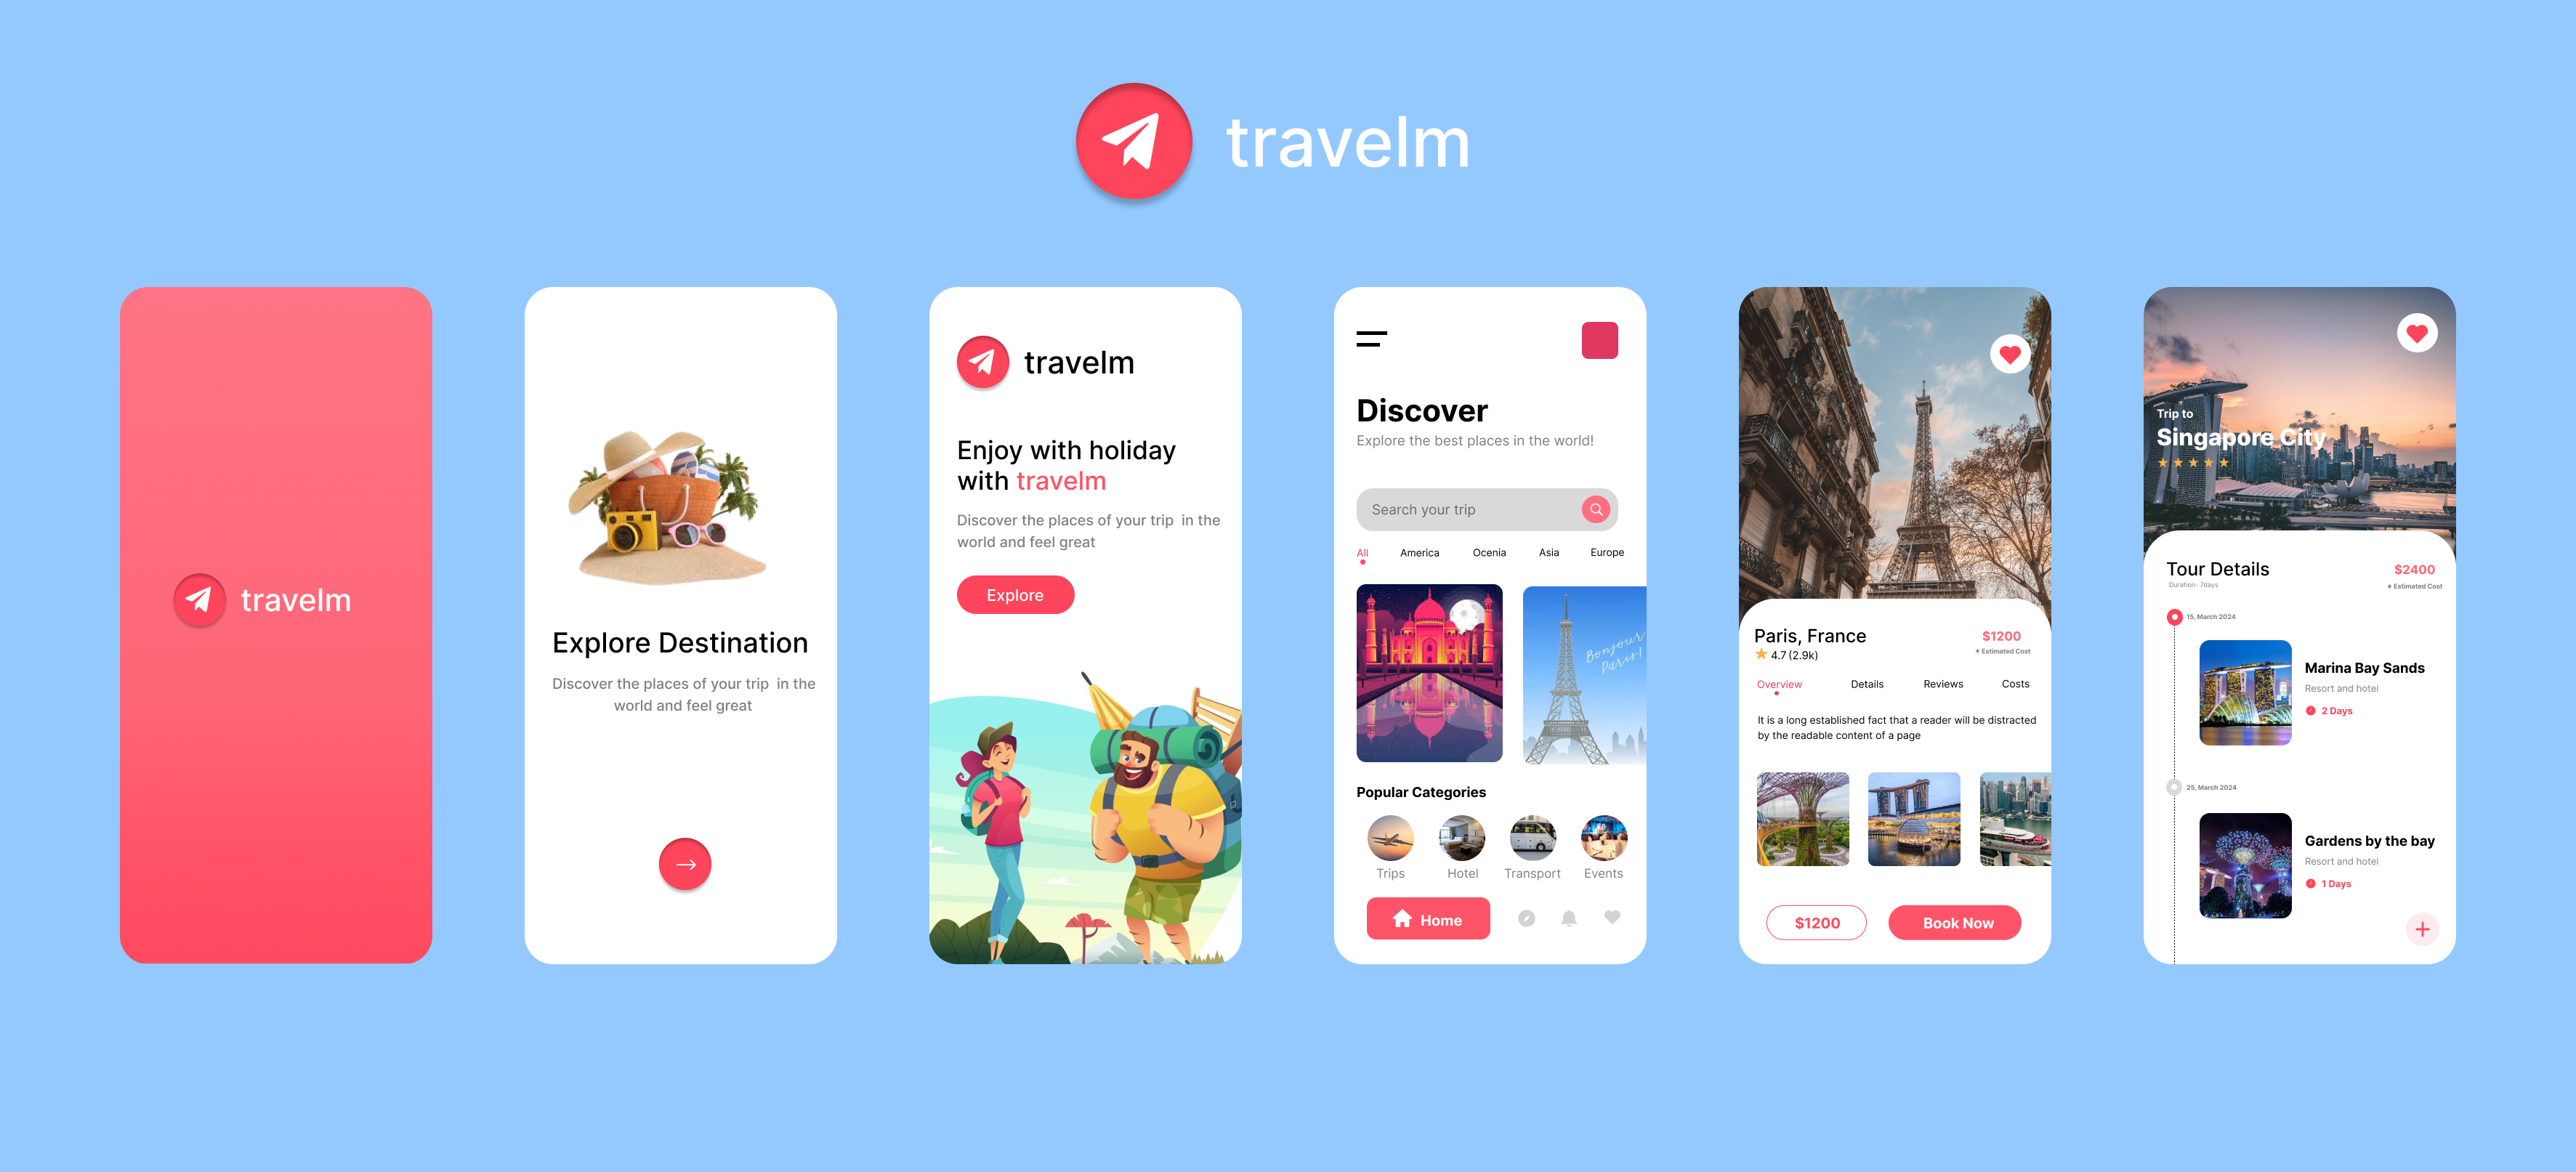 travelm
travelm
Explore Destination
Discover the places of your trip in the
world and feel great
travelm
Enjoy with holiday
with travelm
Discover the places of your trip in the
world and feel great
Explore
Discover
Explore the best places in the world!
Search your trip
All America Ocenia Asia Europe
Bonjour
Paris!
Popular Categories
Trips Hotel Transport Events
Home
Paris, France
4.7 (2.9k)
$1200
★ Estimated Cost
Overview Details Reviews Costs
It is a long established fact that a reader will be distracted
by the readable content of a page
$1200 Book Now
Trip to
Singapore City
Tour Details
Duration- 7days
$2400
★ Estimated Cost
15, March 2024
Marina Bay Sands
Resort and hotel
2 Days
25, March 2024
Gardens by the bay
Resort and hotel
1 Days